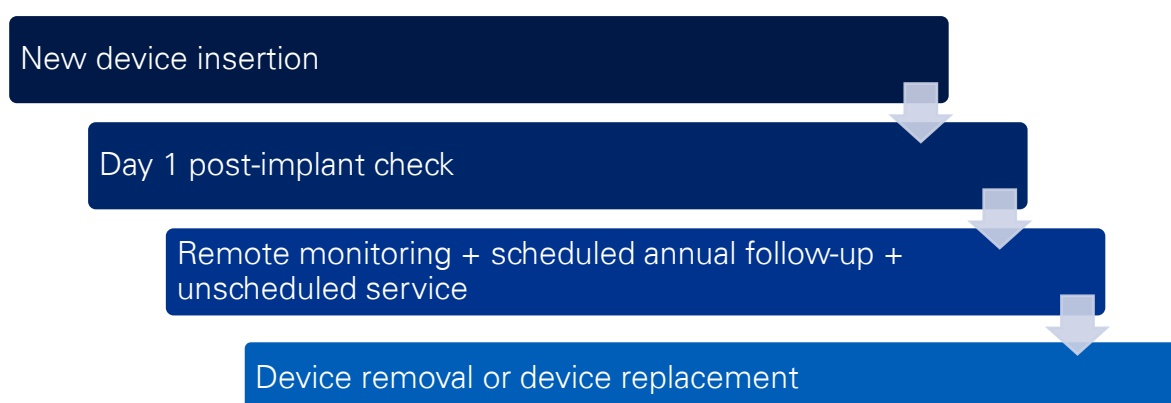 New device insertion
Day 1 post-implant check
Remote monitoring + scheduled annual follow-up +
unscheduled service
Device removal or device replacement